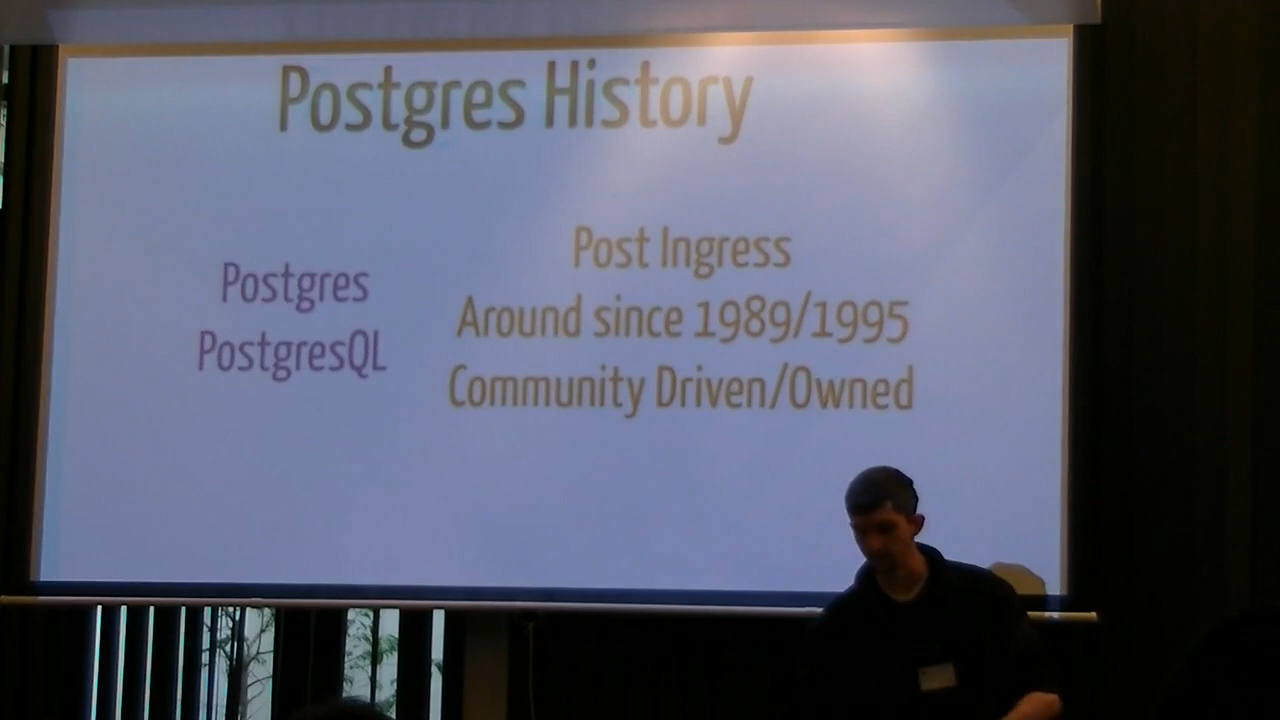 Postgres History
Postgres
PostgresQL
Post Ingress
Around since 1989/1995
Community Driven/Owned